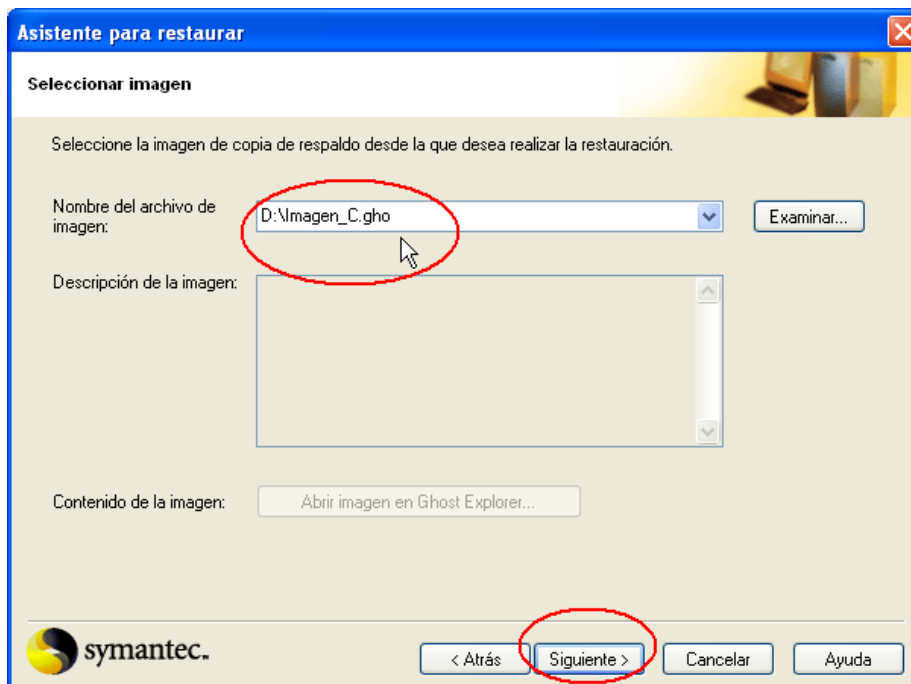 Asistente para restaurar
Seleccionar imagen
Seleccione la imagen de copia de respaldo desde la que desea realizar la restauración.
Nombre del archivo de
imagen:
D:\Imagen_C.gho
Examinar...
Descripción de la imagen:
Contenido de la imagen:
Abrir imagen en Ghost Explorer...
symantec.
< Atrás
Siguiente >
Cancelar
Ayuda